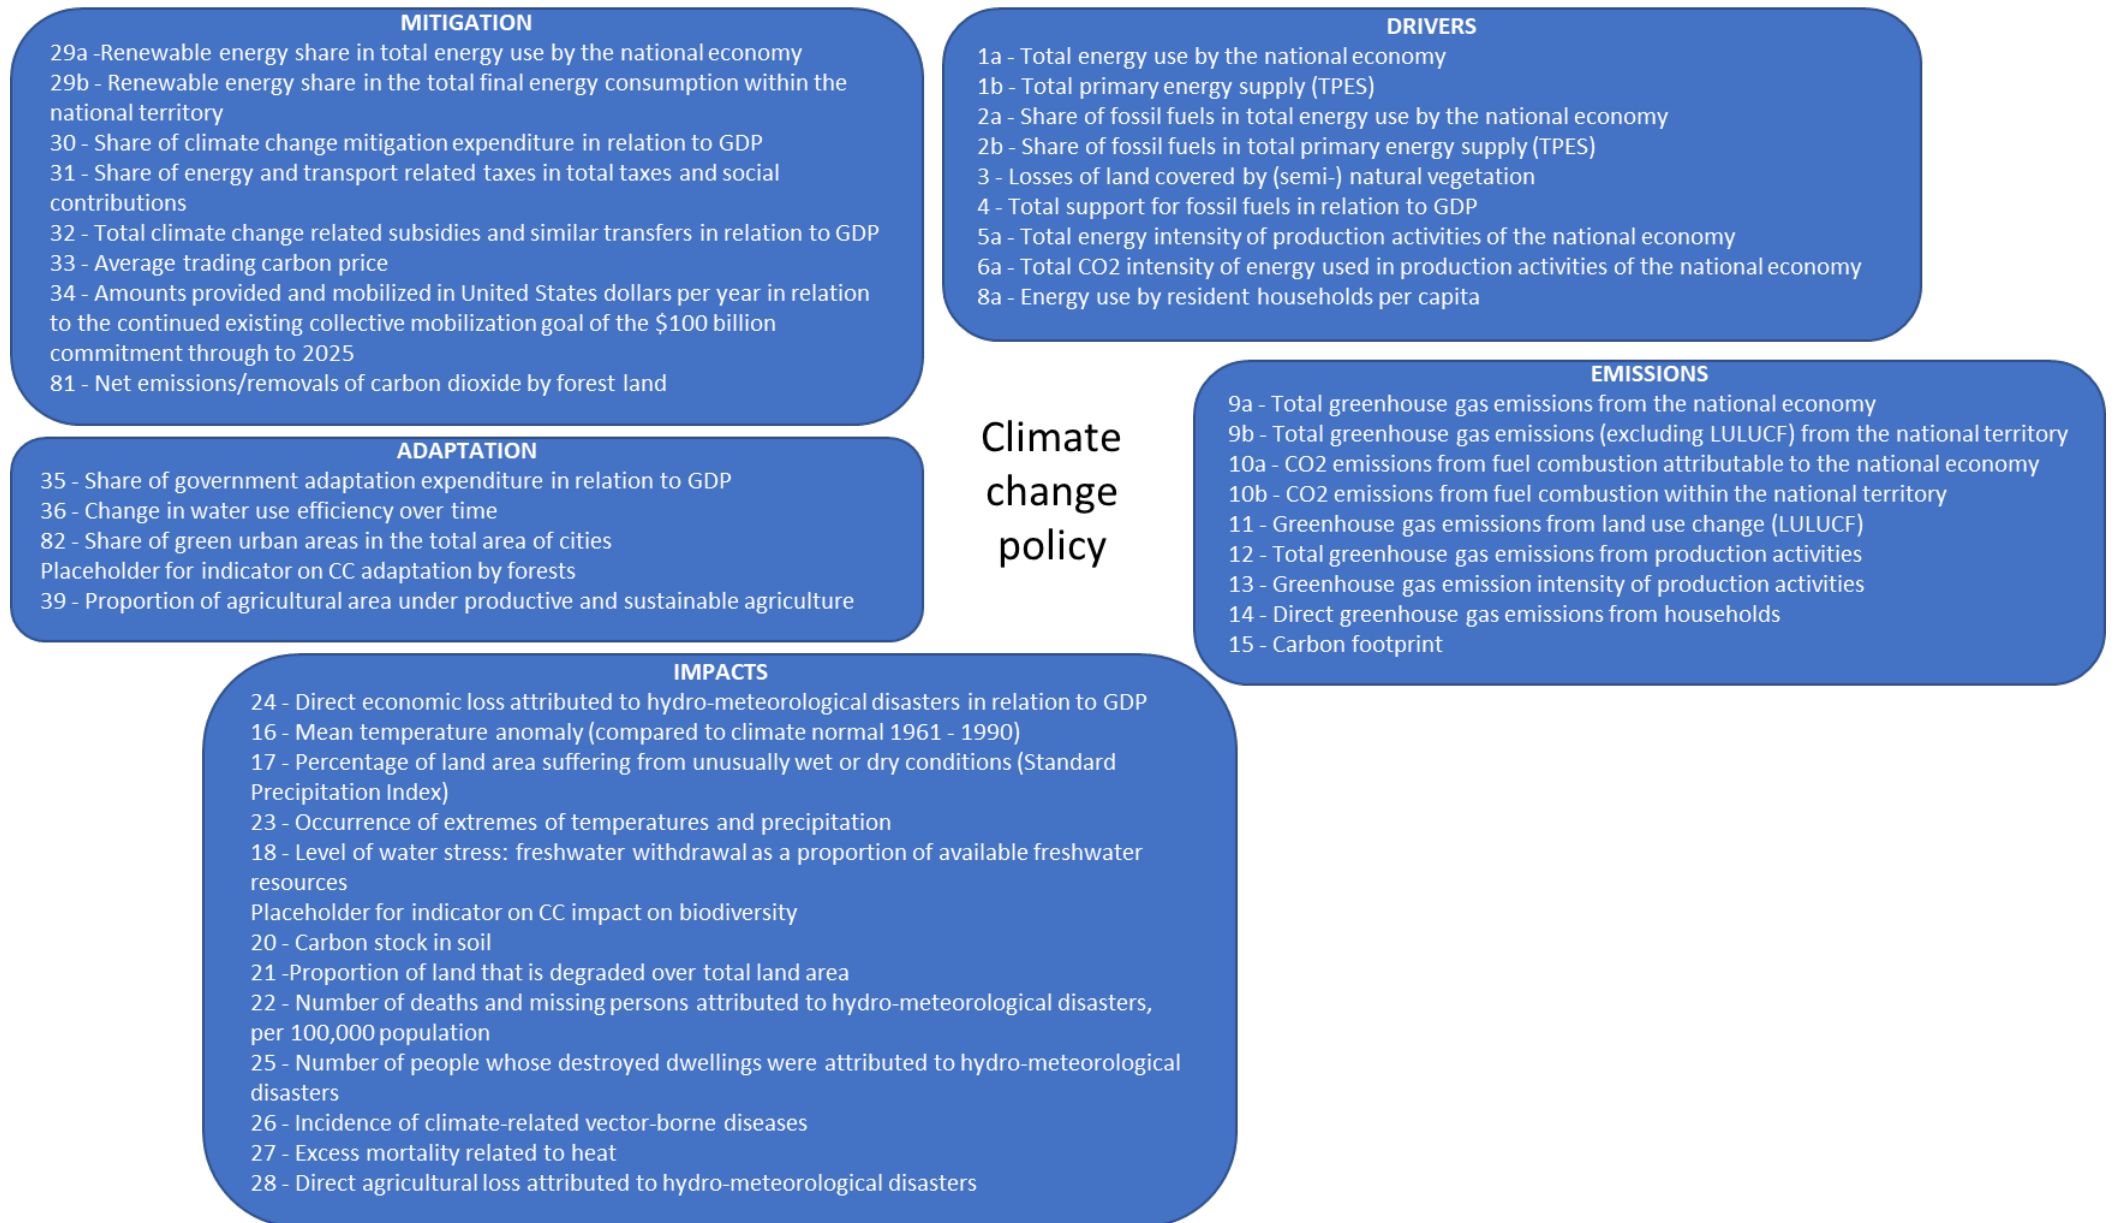 MITIGATION
29a -Renewable energy share in total energy use by the national economy
29b - Renewable energy share in the total final energy consumption within the
national territory
30 - Share of climate change mitigation expenditure in relation to GDP
31 - Share of energy and transport related taxes in total taxes and social
contributions
32 - Total climate change related subsidies and similar transfers in relation to GDP
33 - Average trading carbon price
34 - Amounts provided and mobilized in United States dollars per year in relation
to the continued existing collective mobilization goal of the $100 billion
commitment through to 2025
81 - Net emissions/removals of carbon dioxide by forest land
DRIVERS
1a - Total energy use by the national economy
1b - Total primary energy supply (TPES)
2a - Share of fossil fuels in total energy use by the national economy
2b - Share of fossil fuels in total primary energy supply (TPES)
3 - Losses of land covered by (semi-) natural vegetation
4 - Total support for fossil fuels in relation to GDP
5a - Total energy intensity of production activities of the national economy
6a - Total CO2 intensity of energy used in production activities of the national economy
8a - Energy use by resident households per capita
ADAPTATION
35 - Share of government adaptation expenditure in relation to GDP
36 - Change in water use efficiency over time
82 - Share of green urban areas in the total area of cities
Placeholder for indicator on CC adaptation by forests
39 - Proportion of agricultural area under productive and sustainable agriculture
Climate
change
policy
EMISSIONS
9a - Total greenhouse gas emissions from the national economy
9b - Total greenhouse gas emissions (excluding LULUCF) from the national territory
10a - CO2 emissions from fuel combustion attributable to the national economy
10b - CO2 emissions from fuel combustion within the national territory
11 - Greenhouse gas emissions from land use change (LULUCF)
12 - Total greenhouse gas emissions from production activities
13 - Greenhouse gas emission intensity of production activities
14 - Direct greenhouse gas emissions from households
15 - Carbon footprint
IMPACTS
24 - Direct economic loss attributed to hydro-meteorological disasters in relation to GDP
16 - Mean temperature anomaly (compared to climate normal 1961 - 1990)
17 - Percentage of land area suffering from unusually wet or dry conditions (Standard
Precipitation Index)
23 - Occurrence of extremes of temperatures and precipitation
18 - Level of water stress: freshwater withdrawal as a proportion of available freshwater
resources
Placeholder for indicator on CC impact on biodiversity
20 - Carbon stock in soil
21 -Proportion of land that is degraded over total land area
22 - Number of deaths and missing persons attributed to hydro-meteorological disasters,
per 100,000 population
25 - Number of people whose destroyed dwellings were attributed to hydro-meteorological
disasters
26 - Incidence of climate-related vector-borne diseases
27 - Excess mortality related to heat
28 - Direct agricultural loss attributed to hydro-meteorological disasters